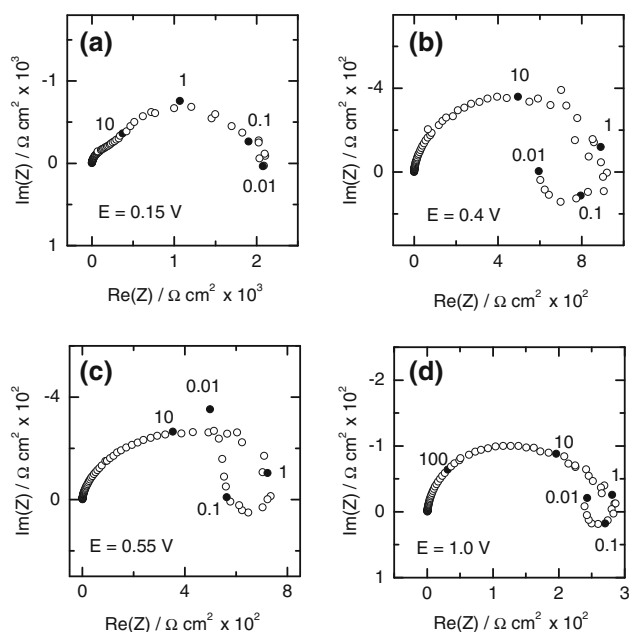 (a)
Im(Z) / Ω cm² x 10³
-1
0
1
1
10
0.1
0.01
E = 0.15 V
0 1 2
Re(Z) / Ω cm² x 10³
(b)
Im(Z) / Ω cm² x 10²
-4
0
10
1
0.01
0.1
E = 0.4 V
0 4 8
Re(Z) / Ω cm² x 10²
(c)
Im(Z) / Ω cm² x 10²
-4
0
0.01
10
1
0.1
E = 0.55 V
0 4 8
Re(Z) / Ω cm² x 10²
(d)
Im(Z) / Ω cm² x 10²
-2
-1
0
1
100
10
1
0.01
0.1
E = 1.0 V
0 1 2 3
Re(Z) / Ω cm² x 10²